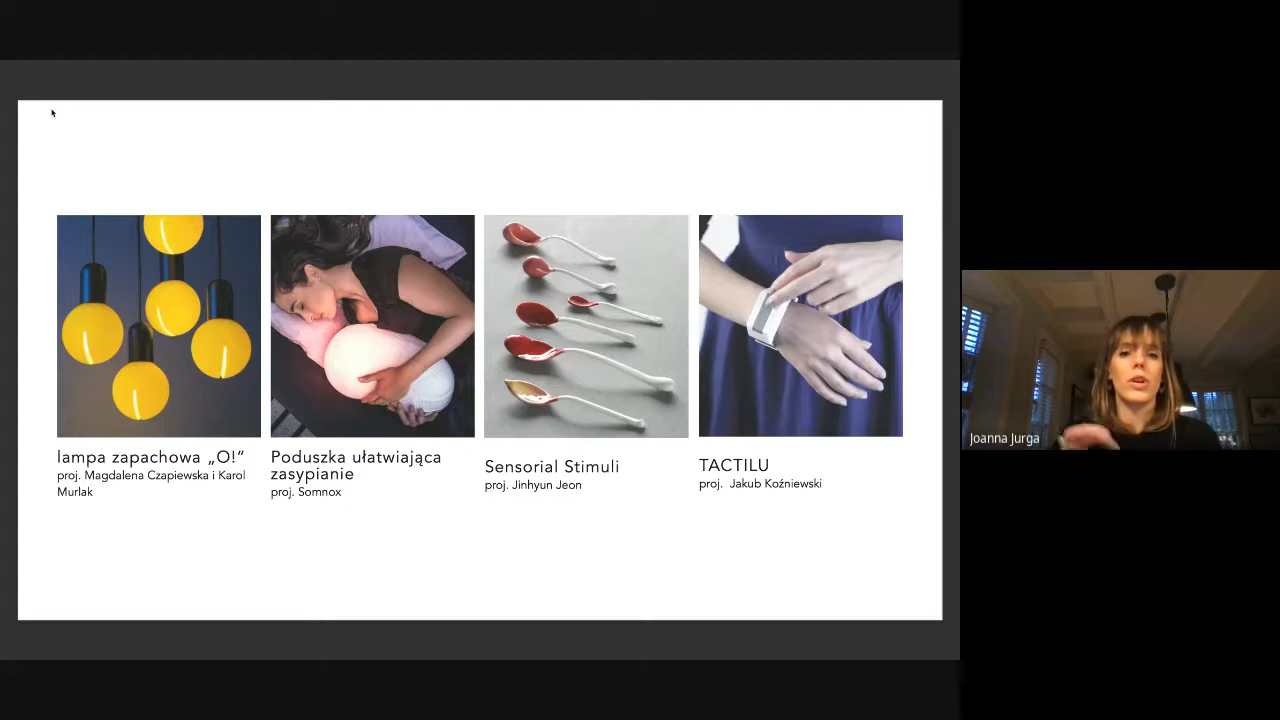 lampa zapachowa „O!”
proj. Magdalena Czapiewska i Karol
Murlak
Poduszka ułatwiająca
zasypianie
proj. Somnox
Sensorial Stimuli
proj. Jinhyun Jeon
TACTILU
proj. Jakub Koźniewski
Joanna Jurga